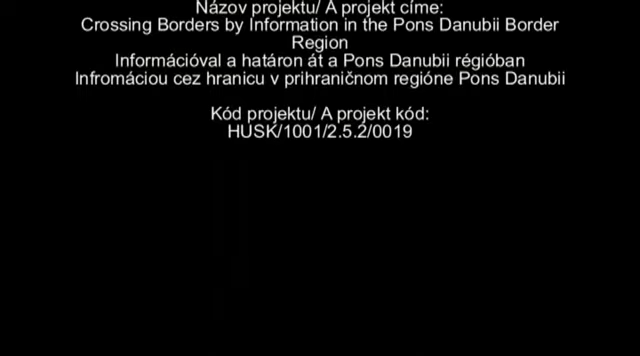 Názov projektu/ A projekt címe:
Crossing Borders by Information in the Pons Danubii Border
Region
Információval a határon át a Pons Danubii régióban
Infromáciou cez hranicu v prihraničnom regióne Pons Danubii
Kód projektu/ A projekt kód:
HUSK/1001/2.5.2/0019